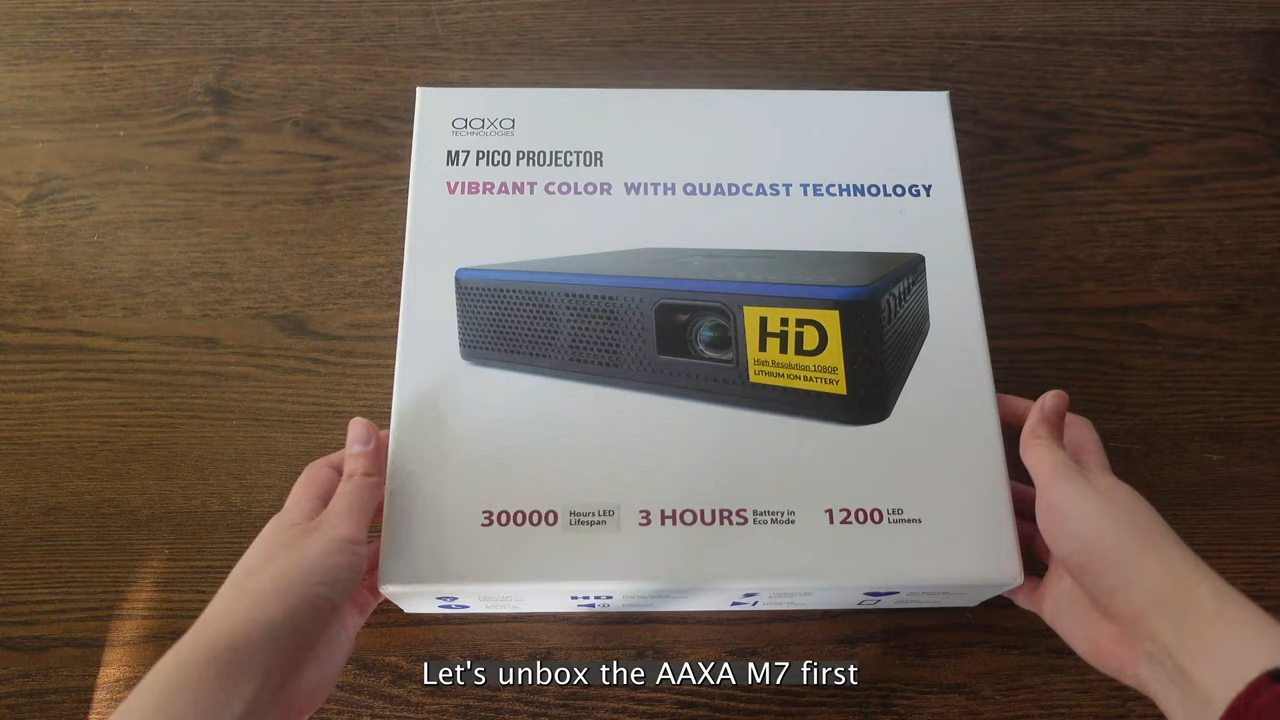 aaxa
TECHNOLOGIES
M7 PICO PROJECTOR
VIBRANT COLOR WITH QUADCAST TECHNOLOGY
HD
High Resolution 1080P
LITHIUM ION BATTERY
30000 Hours LED
Lifespan
3 HOURS Battery in
Eco Mode
1200 LED
Lumens
HD
Let's unbox the AAXA M7 first